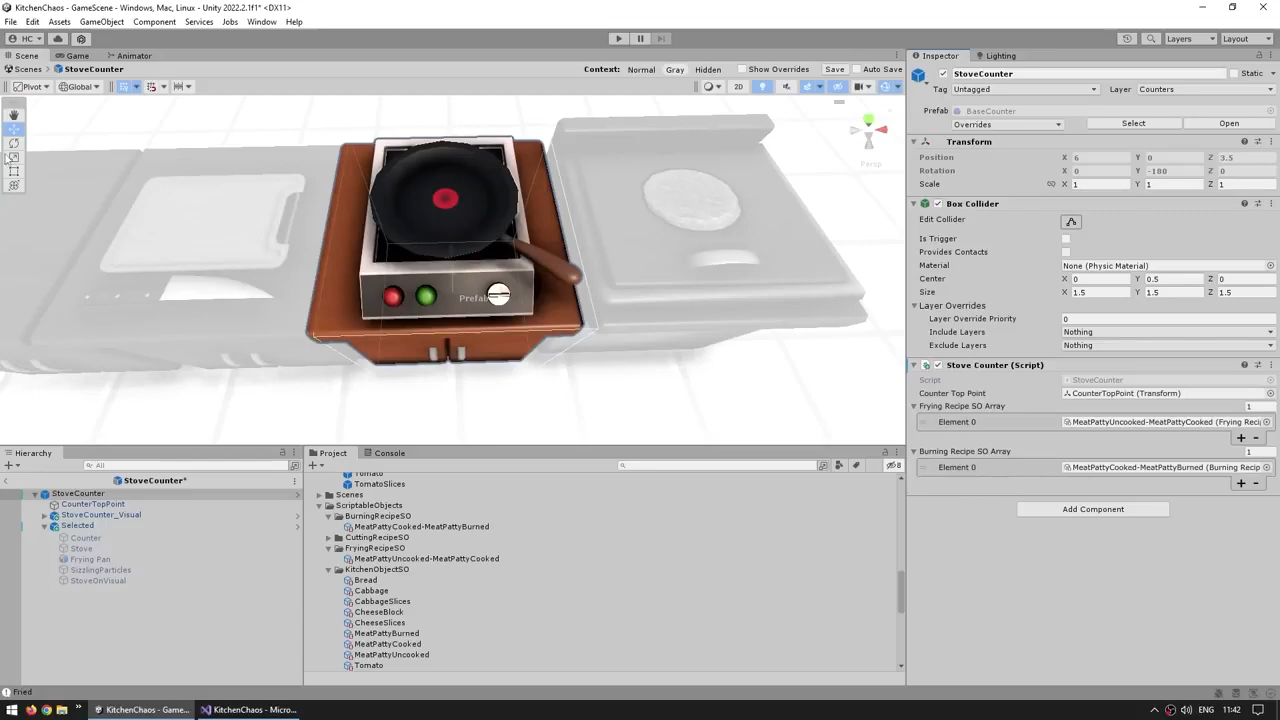 KitchenChaos - GameScene - Windows, Mac, Linux - Unity 2022.2.1f1* <DX11>
File Edit Assets GameObject Component Services Jobs Window Help
HC Layers Layout
Scene Game Animator Inspector Lighting
Scenes StoveCounter Context: Normal Gray Hidden Show Overrides Save Auto Save
Pivot Global 2D
StoveCounter Static
Tag Untagged Layer Counters
Prefab BaseCounter
Overrides Select Open
Transform
Position X 6 Y 0 Z 3.5
Rotation X 0 Y -180 Z 0
Scale X 1 Y 1 Z 1
Persp
Box Collider
Edit Collider
Is Trigger
Provides Contacts
Material None (Physic Material)
Center X 0 Y 0.5 Z 0
Size X 1.5 Y 1.5 Z 1.5
Layer Overrides
Layer Override Priority 0
Include Layers Nothing
Exclude Layers Nothing
Prefab
Stove Counter (Script)
Script StoveCounter
Counter Top Point CounterTopPoint (Transform)
Frying Recipe SO Array 1
Element 0 MeatPattyUncooked-MeatPattyCooked (Frying Reci
Burning Recipe SO Array 1
Element 0 MeatPattyCooked-MeatPattyBurned (Burning Recip
Add Component
Hierarchy
All
StoveCounter*
StoveCounter
CounterTopPoint
StoveCounter_Visual
Selected
Counter
Stove
Frying Pan
SizzlingParticles
StoveOnVisual
Project Console
8
Tomato
TomatoSlices
Scenes
ScriptableObjects
BurningRecipeSO
MeatPattyCooked-MeatPattyBurned
CuttingRecipeSO
FryingRecipeSO
MeatPattyUncooked-MeatPattyCooked
KitchenObjectSO
Bread
Cabbage
CabbageSlices
CheeseBlock
CheeseSlices
MeatPattyBurned
MeatPattyCooked
MeatPattyUncooked
Tomato
Fried
KitchenChaos - Game... KitchenChaos - Micro... ENG 11:42